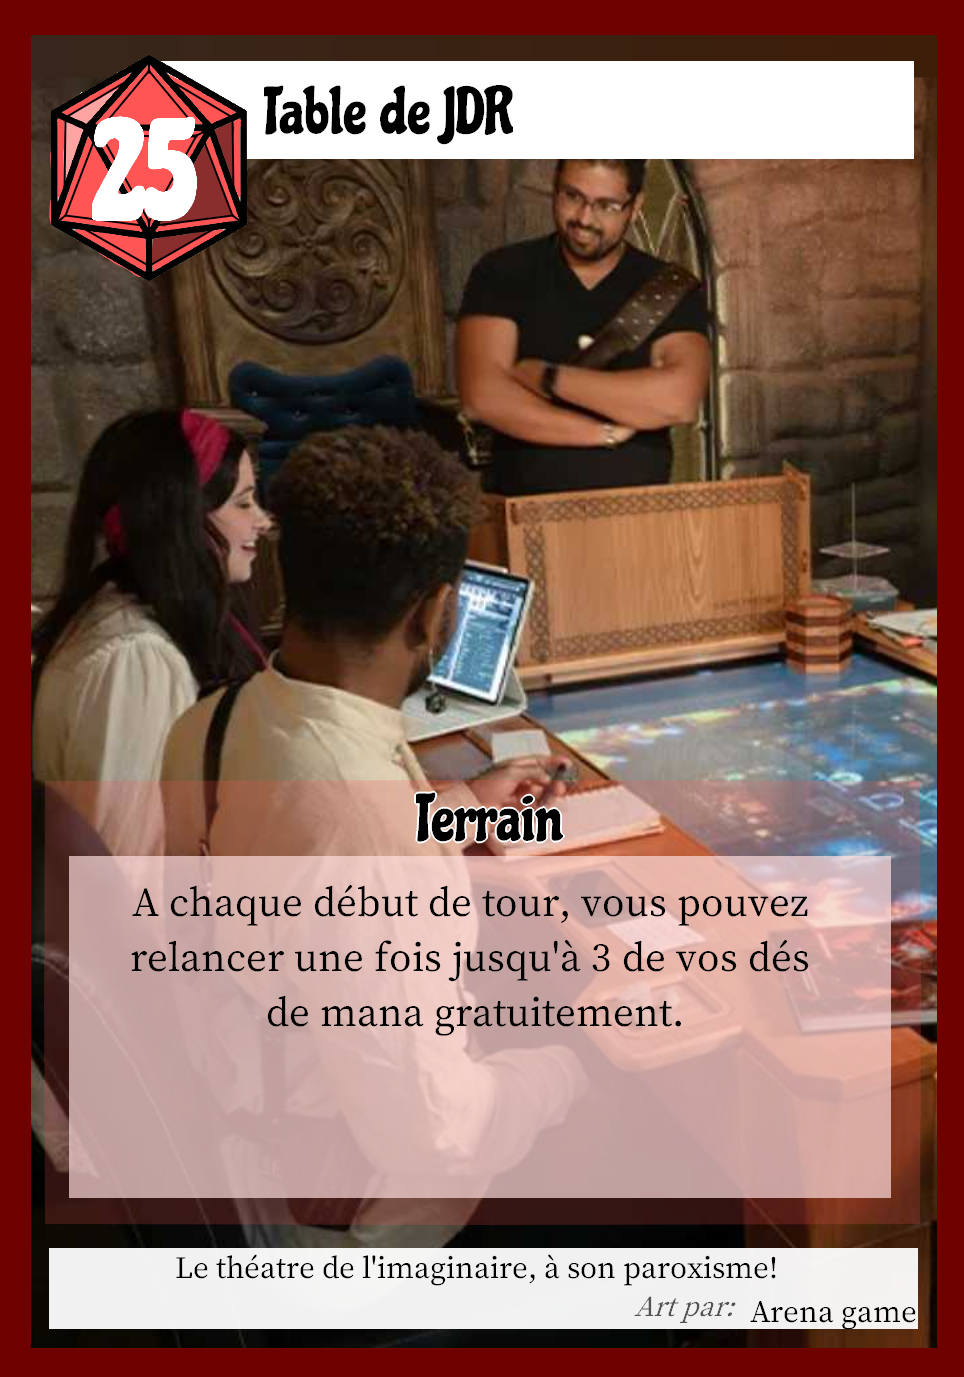 25
Table de JDR
Terrain
A chaque début de tour, vous pouvez
relancer une fois jusqu'à 3 de vos dés
de mana gratuitement.
Le théatre de l'imaginaire, à son paroxisme!
Art par: Arena game